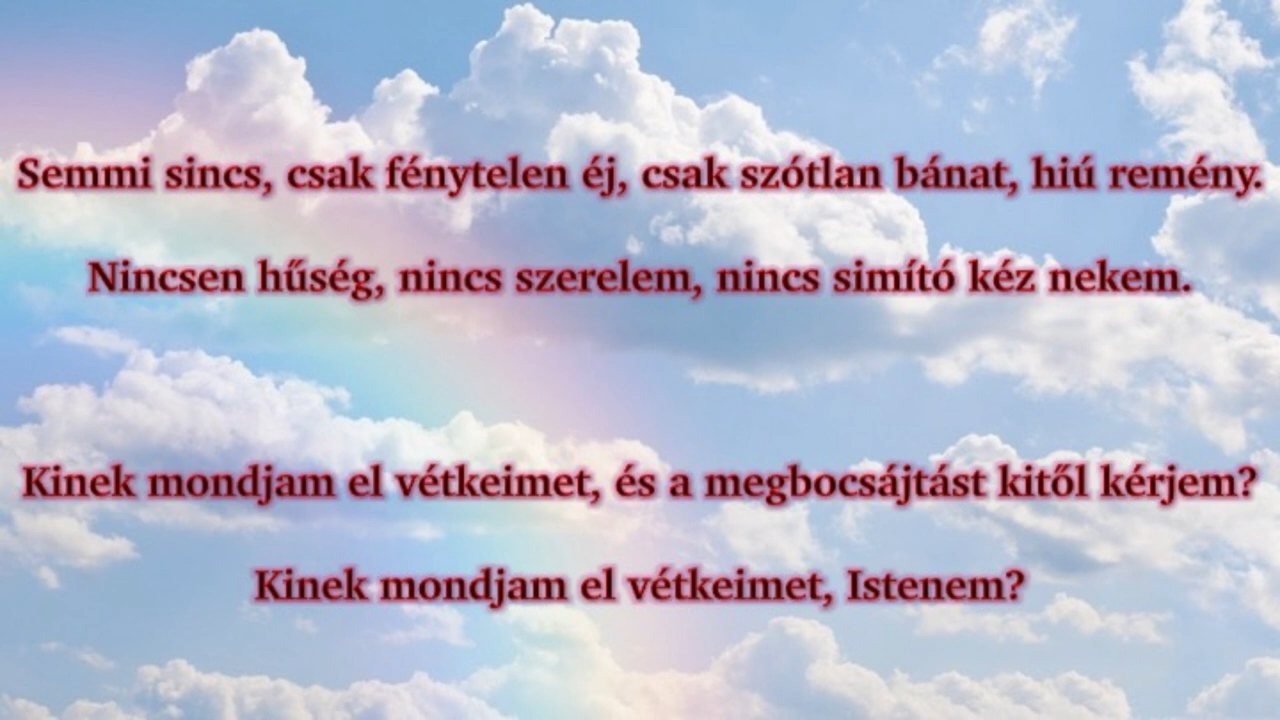 Semmi sincs, csak fénytelen éj, csak szótlan bánat, hiú remény.
Nincsen hűség, nincs szerelem, nincs simító kéz nekem.
Kinek mondjam el vétkeimet, és a megbocsájtást kitől kérjem?
Kinek mondjam el vétkeimet, Istenem?